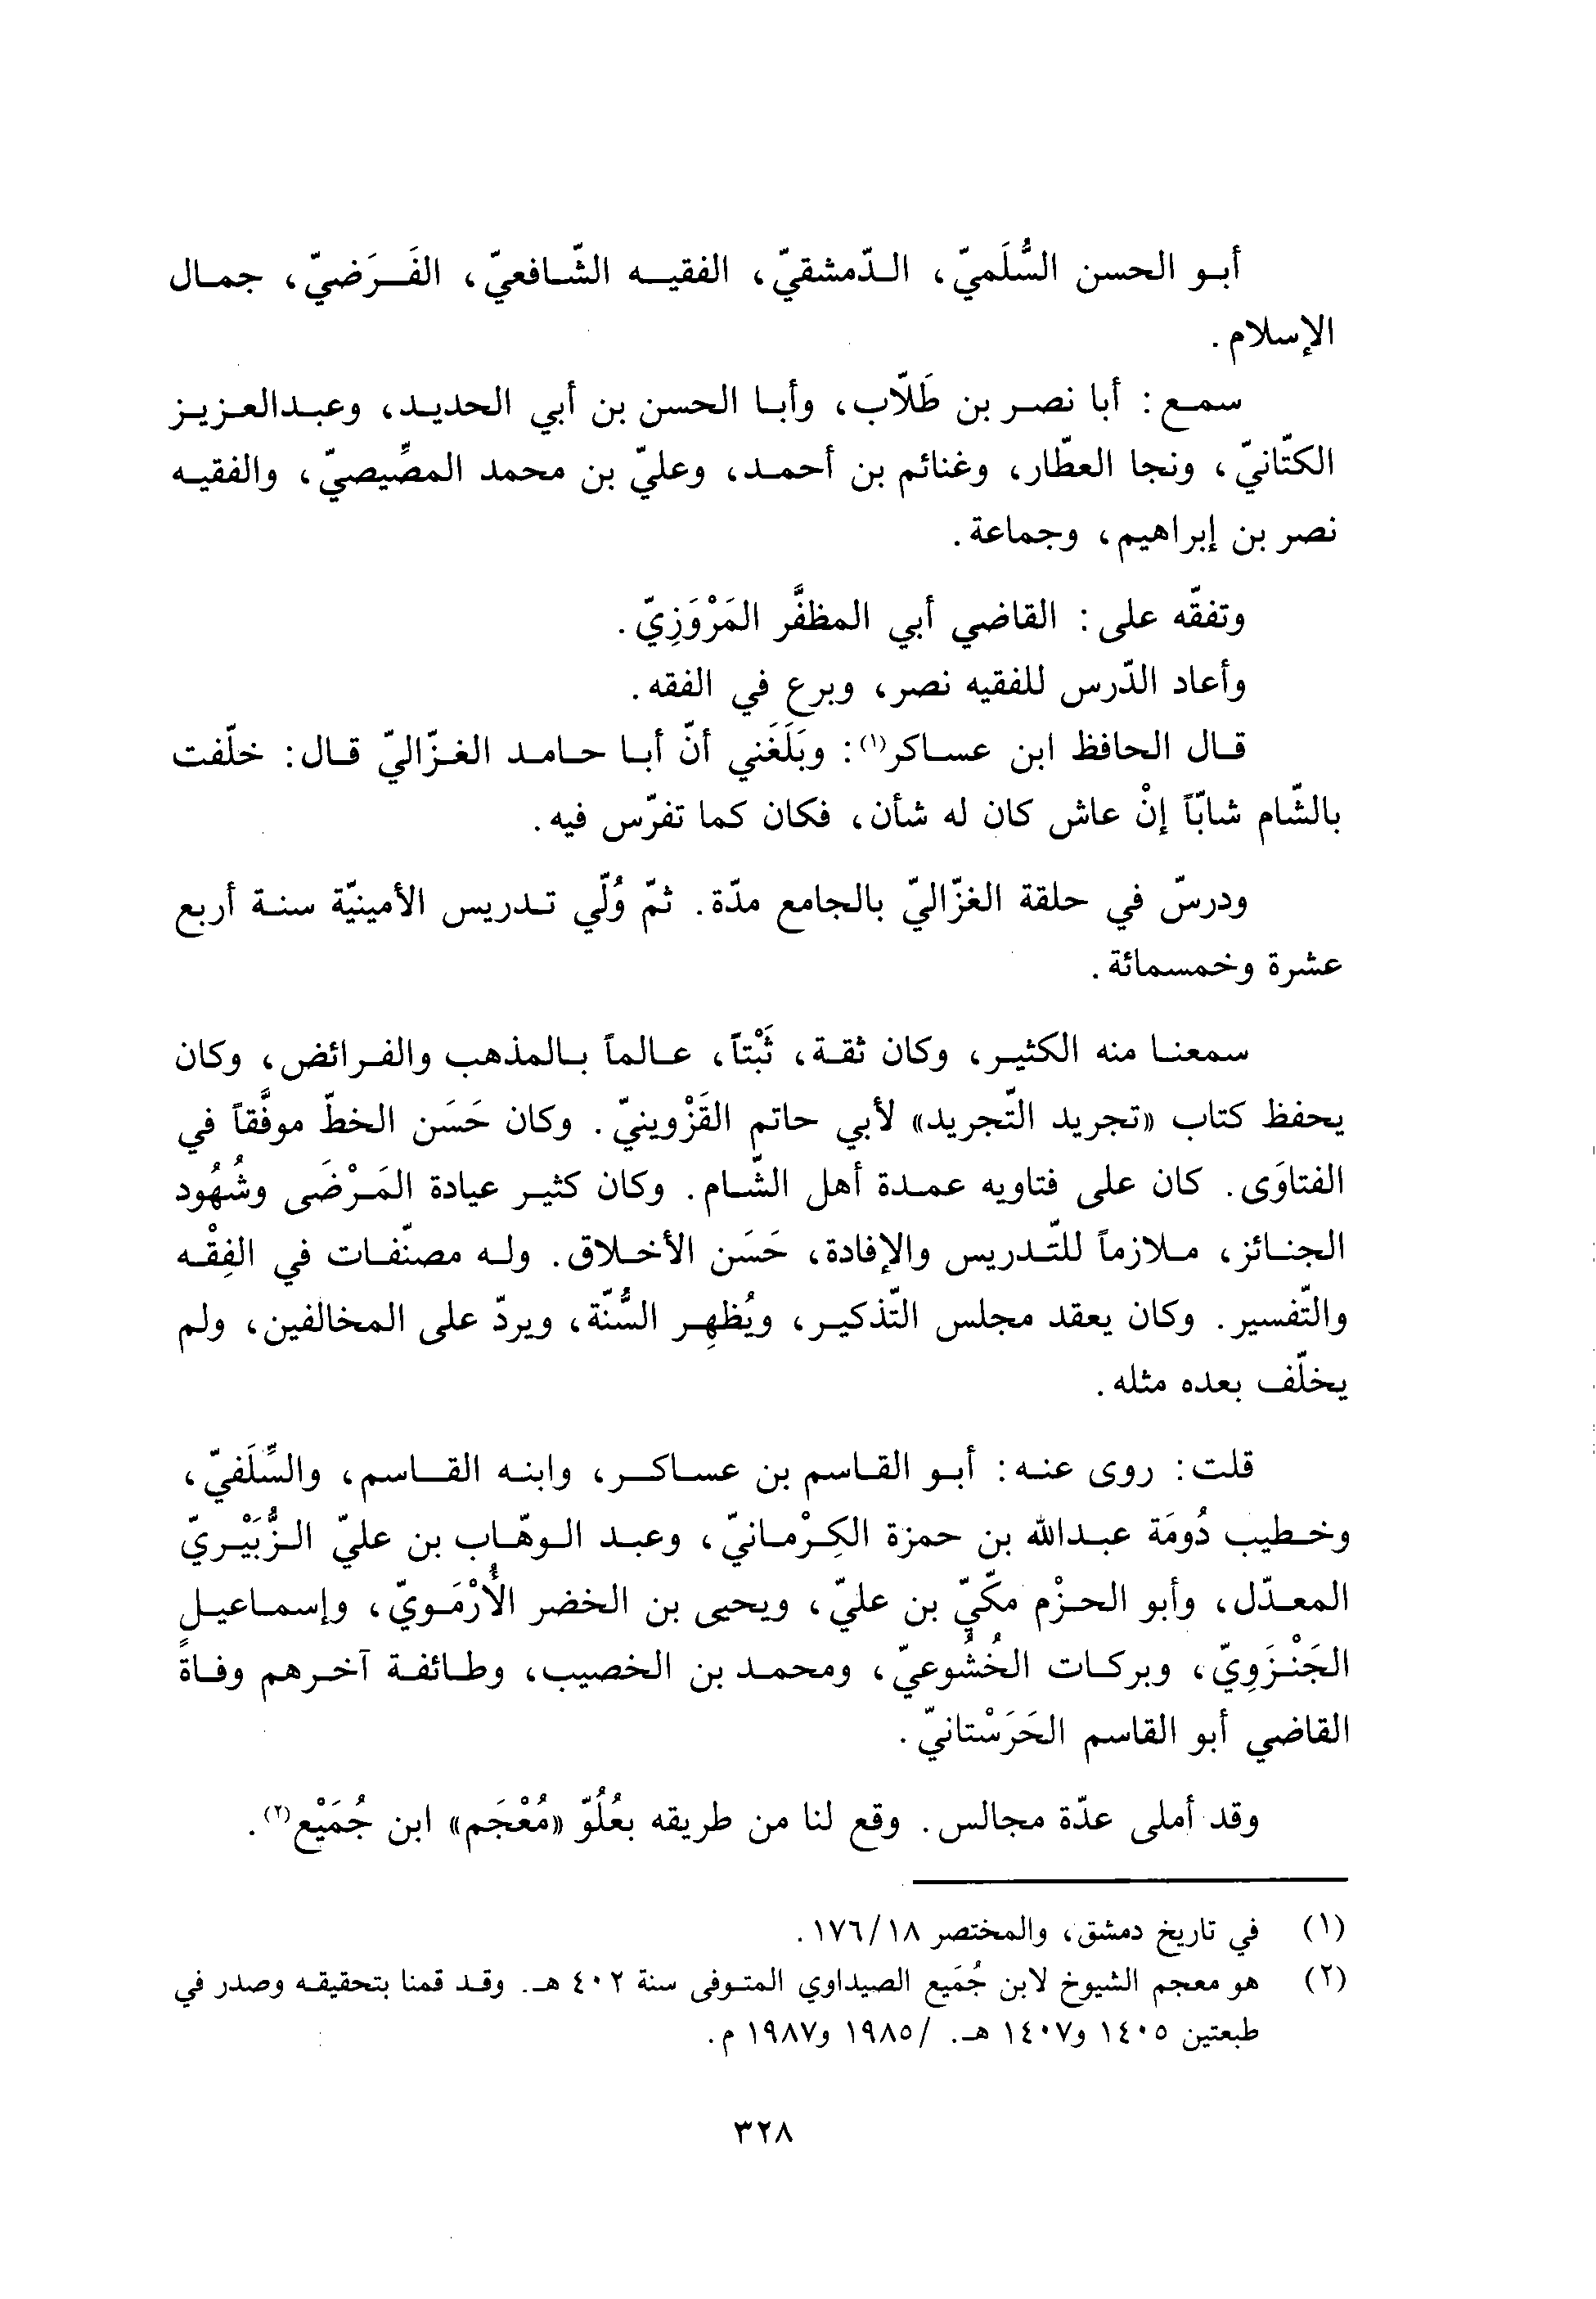 أبو الحسن السُّلَميّ، الدّمشقيّ، الفقيه الشّافعيّ، الفَرَضيّ، جمال
الإسلام.
سمع: أبا نصر بن طَلّاب، وأبا الحسن بن أبي الحديد، وعبدالعزيز
الكتّانيّ، ونجا العطّار، وغنائم بن أحمد، وعليّ بن محمد المصِّيصيّ، والفقيه
نصر بن إبراهيم، وجماعة.
وتفقّه على: القاضي أبي المظفَّر المَرْوَزِيّ.
وأعاد الدّرس للفقيه نصر، وبرع في الفقه.
قال الحافظ ابن عساكر(١): وبَلَغَني أنّ أبا حامد الغزّاليّ قال: خلّفت
بالشّام شابّاً إنْ عاش كان له شأن، فكان كما تفرّس فيه.
ودرسّ في حلقة الغزّاليّ بالجامع مدّة. ثمّ وُلّي تدريس الأمينيّة سنة أربع
عشرة وخمسمائة.
سمعنا منه الكثير، وكان ثقة، ثَبْتاً، عالماً بالمذهب والفرائض، وكان
يحفظ كتاب «تجريد التّجريد» لأبي حاتم القَزْوينيّ. وكان حَسَن الخطّ موفَّقاً في
الفتاوَى. كان على فتاويه عمدة أهل الشّام. وكان كثير عيادة المَرْضَى وشُهُود
الجنائز، ملازماً للتّدريس والإفادة، حَسَن الأخلاق. وله مصنّفات في الفِقْه
والتّفسير. وكان يعقد مجلس التّذكير، ويُظهِر السُّنّة، ويردّ على المخالفين، ولم
يخلّف بعده مثله.
قلت: روى عنه: أبو القاسم بن عساكر، وابنه القاسم، والسِّلَفيّ،
وخطيب دُومَة عبدالله بن حمزة الكِرْمانيّ، وعبد الوهّاب بن عليّ الزُّبَيْريّ
المعدّل، وأبو الحزْم مكّيّ بن عليّ، ويحيى بن الخضر الأُرْمَويّ، وإسماعيل
الجَنْزَوِيّ، وبركات الخُشُوعيّ، ومحمد بن الخصيب، وطائفة آخرهم وفاةً
القاضي أبو القاسم الحَرَسْتانيّ.
وقد أملى عدّة مجالس. وقع لنا من طريقه بعُلُوّ «مُعْجَم» ابن جُمَيْع(٢).
(١) في تاريخ دمشق، والمختصر ١٧٦/١٨.
(٢) هو معجم الشيوخ لابن جُمَيع الصيداوي المتوفى سنة ٤٠٢ هـ. وقد قمنا بتحقيقه وصدر في
طبعتين ١٤٠٥ و١٤٠٧ هـ. /١٩٨٥ و١٩٨٧ م.
٣٢٨